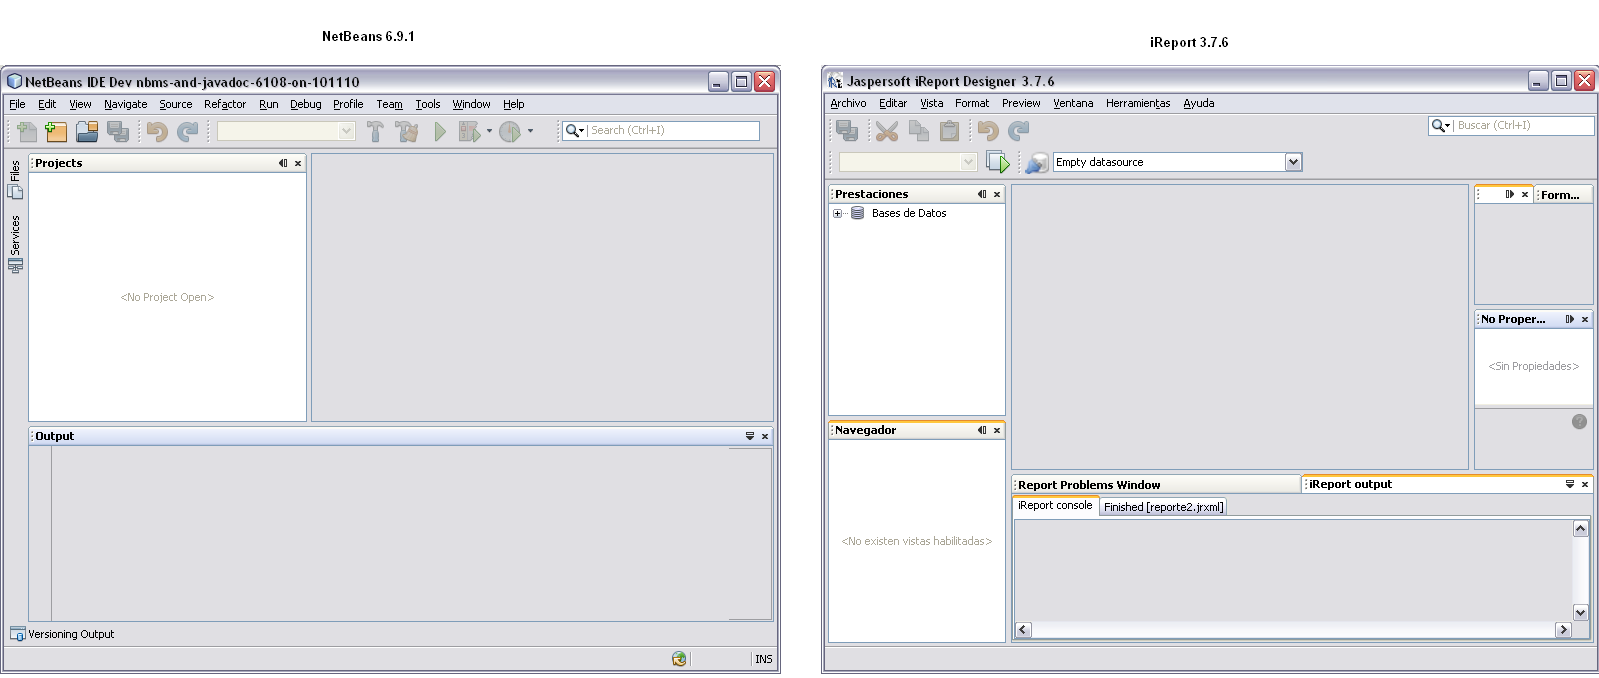 NetBeans 6.9.1
NetBeans IDE Dev nbms-and-javadoc-6108-on-101110
File Edit View Navigate Source Refactor Run Debug Profile Team Tools Window Help
Search (Ctrl+I)
Files
Services
Projects
<No Project Open>
Output
Versioning Output
INS
iReport 3.7.6
Jaspersoft iReport Designer 3.7.6
Archivo Editar Vista Format Preview Ventana Herramientas Ayuda
Buscar (Ctrl+I)
Empty datasource
Prestaciones
Bases de Datos
Form...
No Proper...
<Sin Propiedades>
Navegador
<No existen vistas habilitadas>
Report Problems Window
iReport output
iReport console
Finished [reporte2.jrxml]